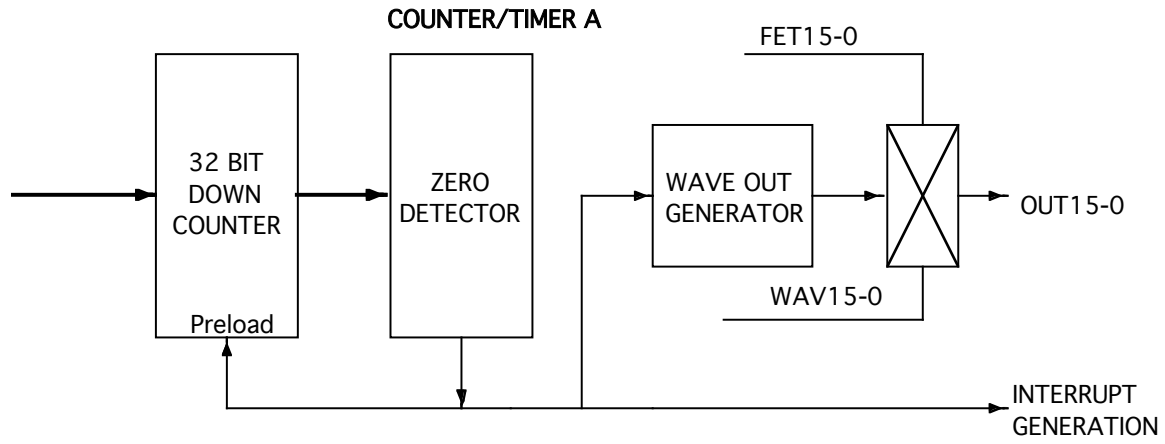 COUNTER/TIMER A
FET15-0
32 BIT
DOWN
COUNTER
Preload
ZERO
DETECTOR
WAVE OUT
GENERATOR
OUT15-0
WAV15-0
INTERRUPT
GENERATION